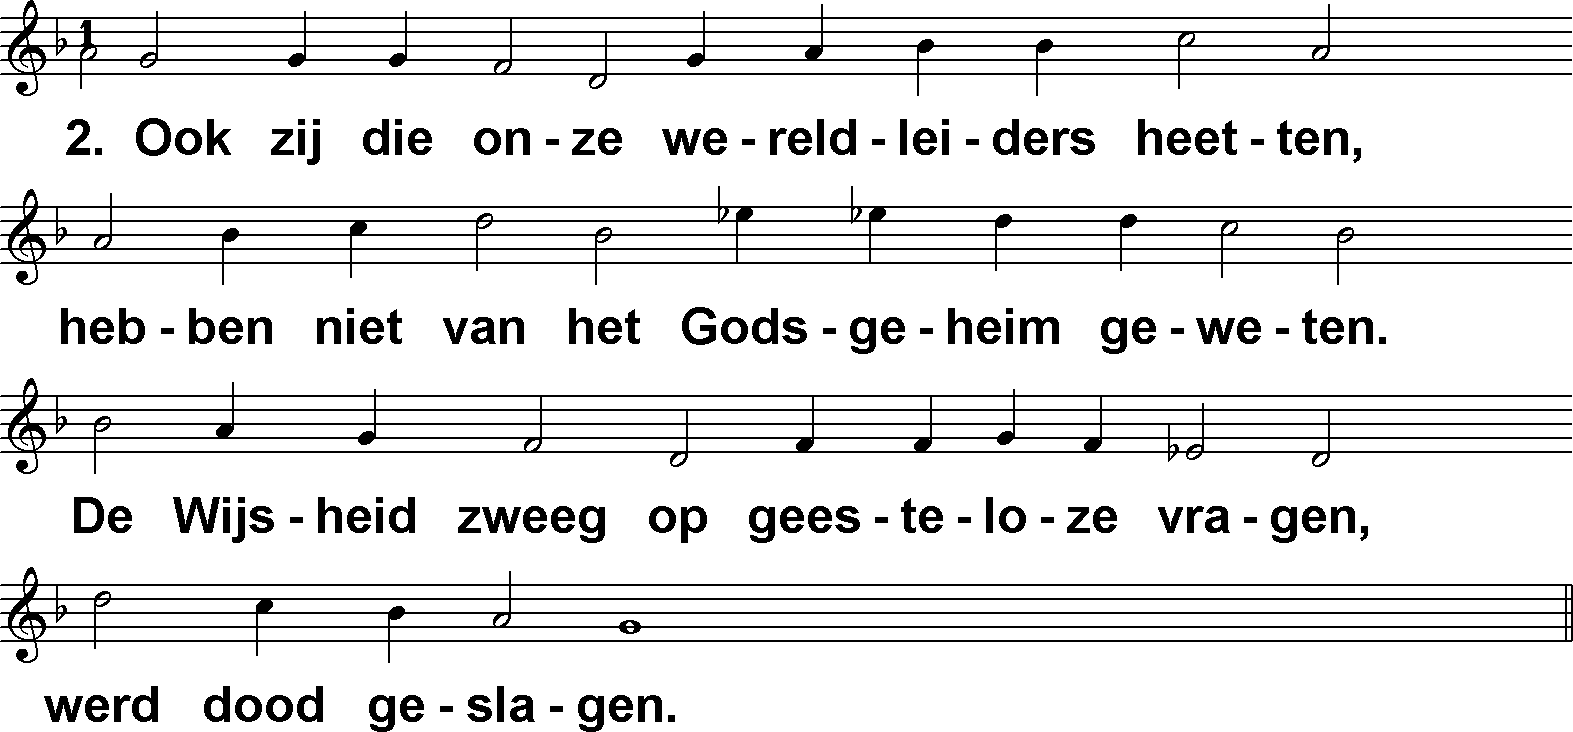 1
2. Ook zij die on - ze we - reld - lei - ders heet - ten,
heb - ben niet van het Gods - ge - heim ge - we - ten.
De Wijs - heid zweeg op gees - te - lo - ze vra - gen,
werd dood ge - sla - gen.